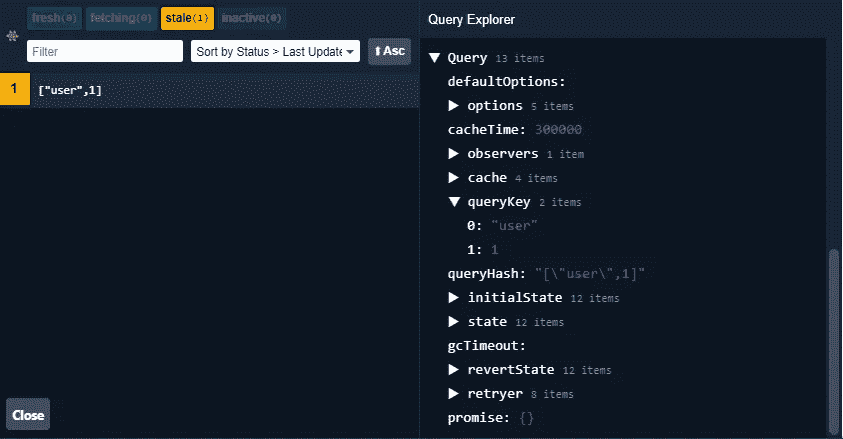 fresh(0) fetching(0) stale(1) inactive(0)
Filter Sort by Status > Last Update ⬆ Asc
1 ["user",1]
Close
Query Explorer
▼ Query 13 items
defaultOptions:
▶ options 5 items
cacheTime: 300000
▶ observers 1 item
▶ cache 4 items
▼ queryKey 2 items
0: "user"
1: 1
queryHash: "[\"user\",1]"
▶ initialState 12 items
▶ state 12 items
gcTimeout:
▶ revertState 12 items
▶ retryer 8 items
promise: {}